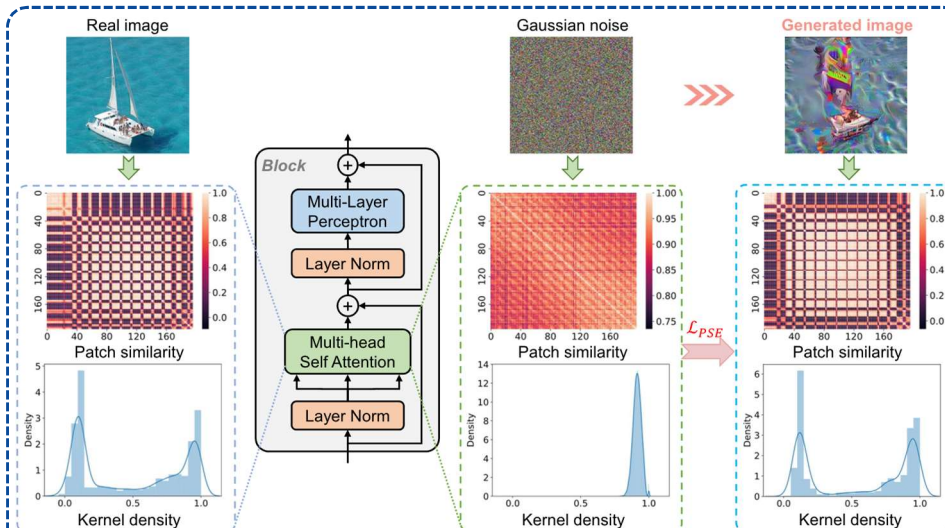 Real image
Gaussian noise
Generated image
Block
+
Multi-Layer
Perceptron
Layer Norm
+
Multi-head
Self Attention
Layer Norm
0
40
80
120
160
0 40 80 120 160
1.0
0.8
0.6
0.4
0.2
0.0
Patch similarity
5
4
3
2
1
0
Density
0.0 0.5 1.0
Kernel density
0
40
80
120
160
0 40 80 120 160
1.00
0.95
0.90
0.85
0.80
0.75
Patch similarity
14
12
10
8
6
4
2
0
Density
0.0 0.5 1.0
Kernel density
ℒPSE
0
40
80
120
160
0 40 80 120 160
1.0
0.8
0.6
0.4
0.2
0.0
Patch similarity
6
5
4
3
2
1
0
Density
0.0 0.5 1.0
Kernel density